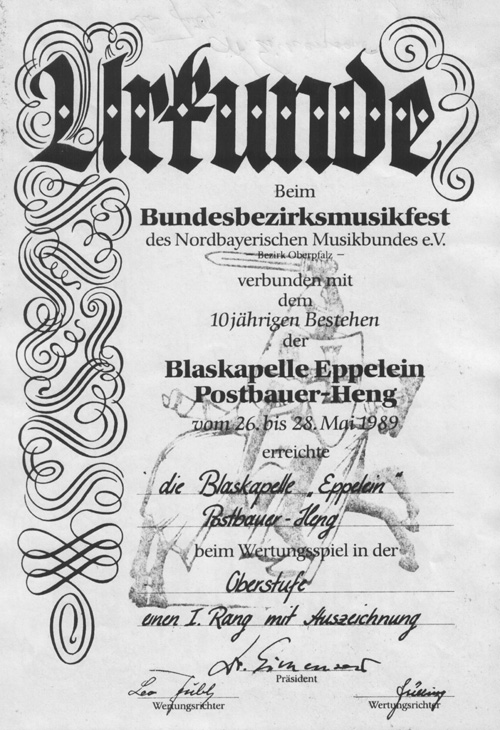 Urkunde
Beim
Bundesbezirksmusikfest
des Nordbayerischen Musikbundes e.V.
– Bezirk Oberpfalz –
verbunden mit
dem
10jährigen Bestehen
der
Blaskapelle Eppelein
Postbauer-Heng
vom 26. bis 28. Mai 1989
erreichte
die Blaskapelle „Eppelein"
Postbauer-Heng
beim Wertungsspiel in der
Oberstufe
einen I. Rang mit Auszeichnung
Präsident
Leo
Wertungsrichter
Wertungsrichter